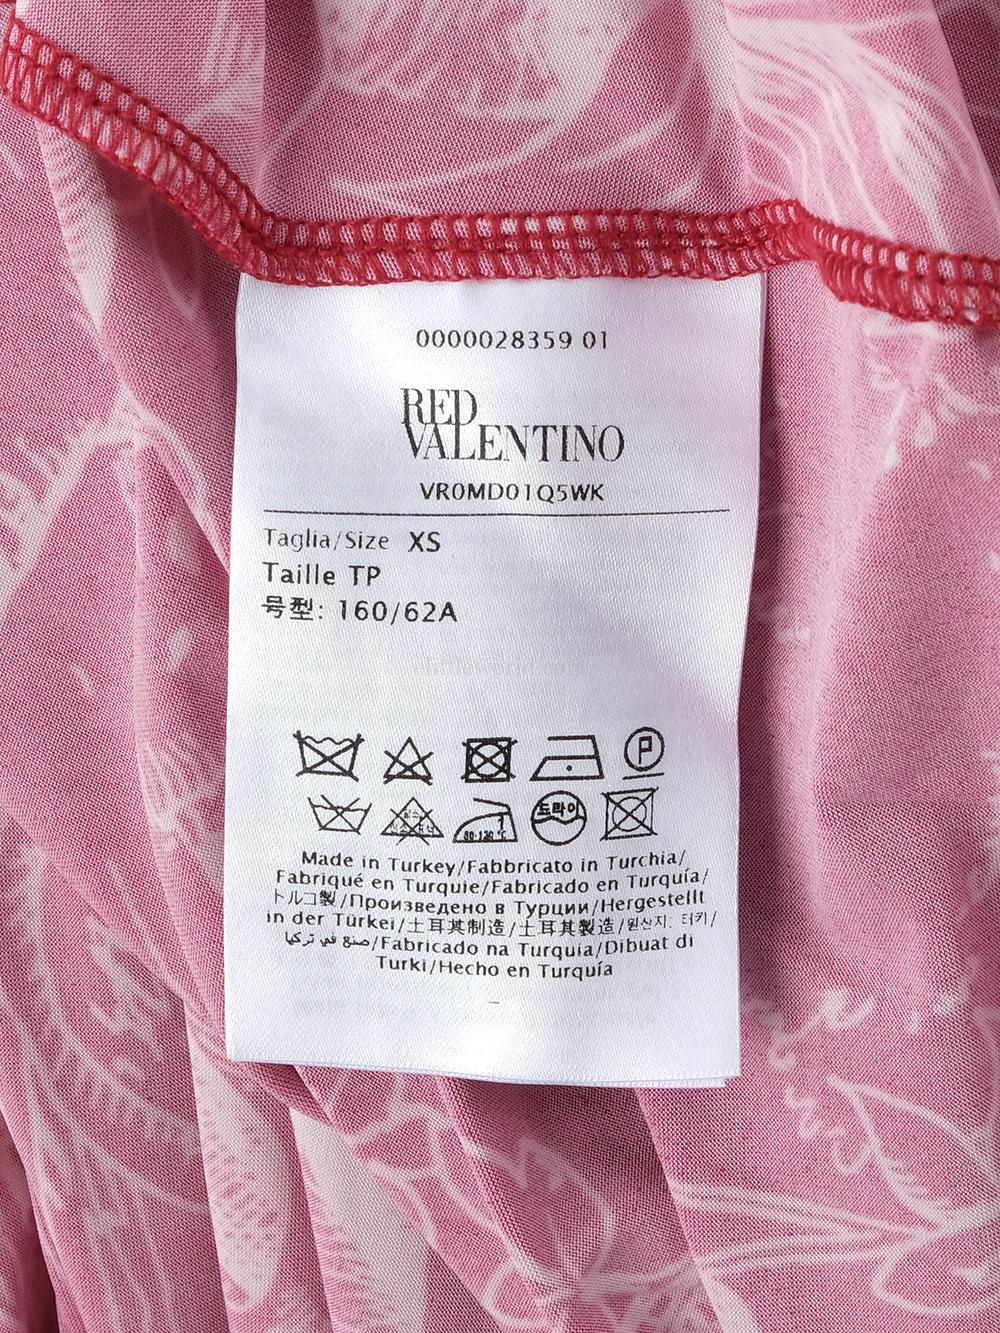 0000028359 01
RED
VALENTINO
VR0MD01Q5WK
Taglia/Size XS
Taille TP
号型: 160/62A
P
드라이
80-120℃
Made in Turkey/Fabbricato in Turchia/
Fabriqué en Turquie/Fabricado en Turquía/
トルコ製/Произведено в Турции/Hergestellt
in der Türkei/土耳其制造/土耳其製造/원산지: 터키/
صنع في تركيا/Fabricado na Turquia/Dibuat di
Turki/Hecho en Turquía